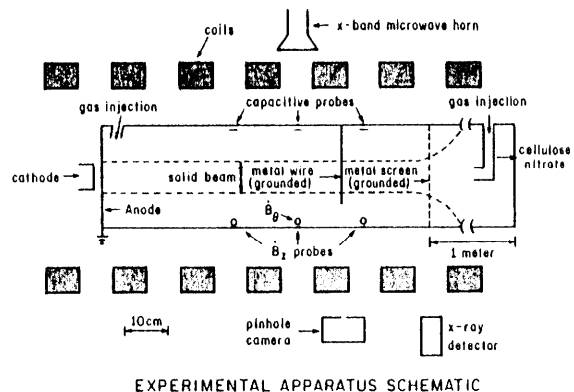 coils
x-band microwave horn
gas injection
capacitive probes
gas injection
cellulose
nitrate
cathode
solid beam
metal wire
(grounded)
metal screen
(grounded)
Anode
Ḃθ
Ḃz probes
1 meter
10cm
pinhole
camera
x-ray
detector
EXPERIMENTAL APPARATUS SCHEMATIC